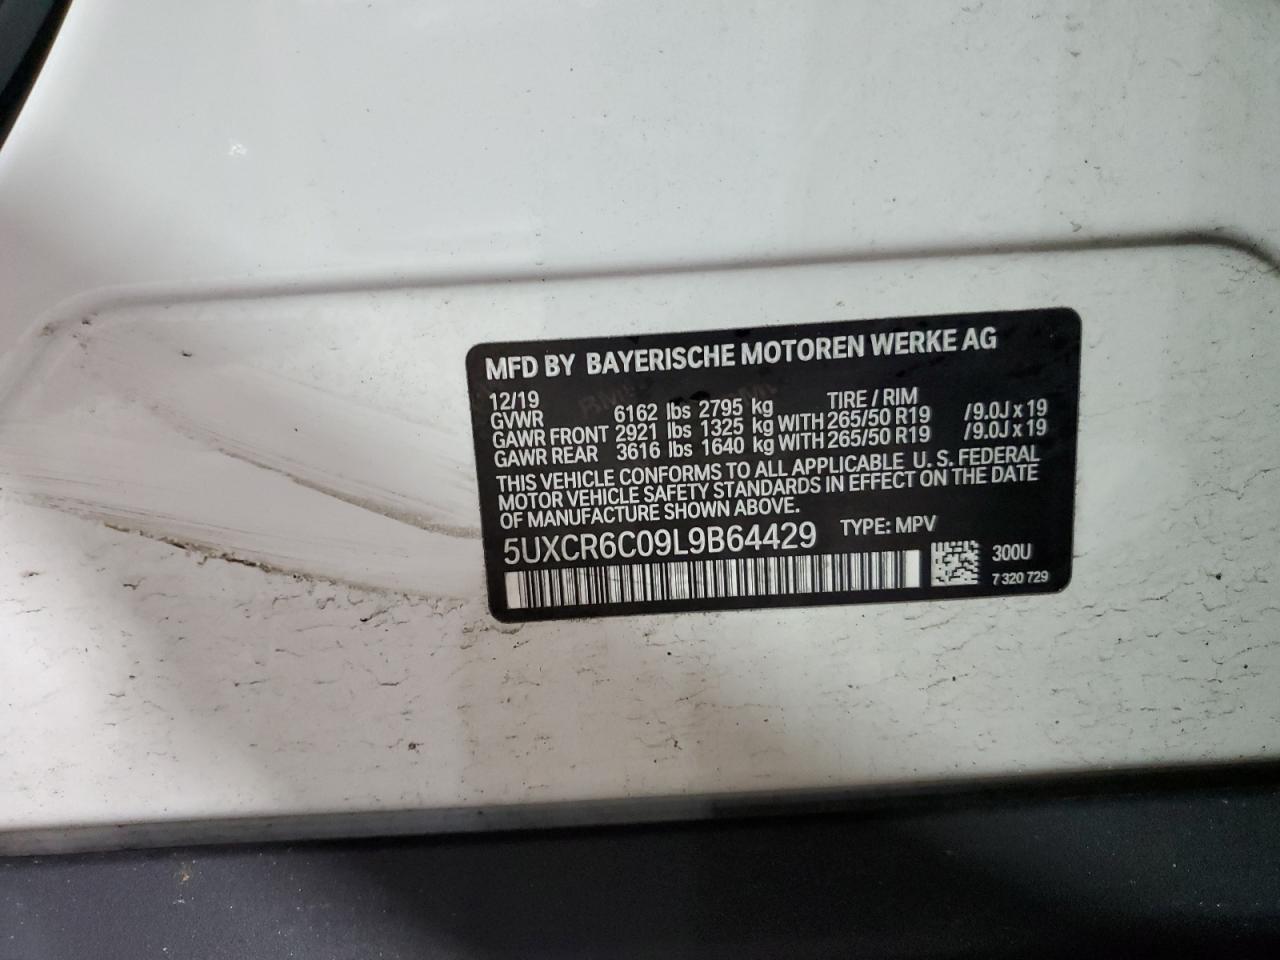 MFD BY BAYERISCHE MOTOREN WERKE AG
12/19 TIRE / RIM
GVWR 6162 lbs 2795 kg
GAWR FRONT 2921 lbs 1325 kg WITH 265/50 R19 /9.0J x 19
GAWR REAR 3616 lbs 1640 kg WITH 265/50 R19 /9.0J x 19
THIS VEHICLE CONFORMS TO ALL APPLICABLE U. S. FEDERAL
MOTOR VEHICLE SAFETY STANDARDS IN EFFECT ON THE DATE
OF MANUFACTURE SHOWN ABOVE.
5UXCR6C09L9B64429 TYPE: MPV
300U
7 320 729